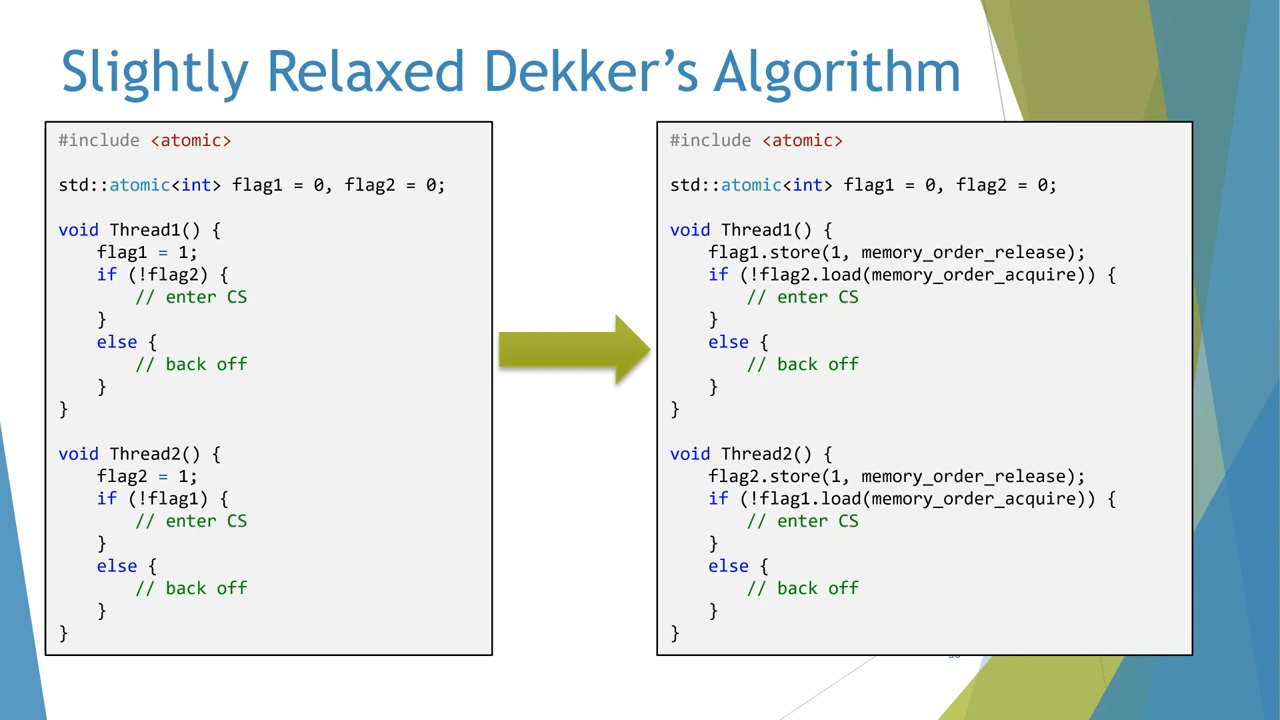 Slightly Relaxed Dekker’s Algorithm
#include <atomic>
std::atomic<int> flag1 = 0, flag2 = 0;
void Thread1() {
flag1 = 1;
if (!flag2) {
// enter CS
}
else {
// back off
}
}
void Thread2() {
flag2 = 1;
if (!flag1) {
// enter CS
}
else {
// back off
}
}
#include <atomic>
std::atomic<int> flag1 = 0, flag2 = 0;
void Thread1() {
flag1.store(1, memory_order_release);
if (!flag2.load(memory_order_acquire)) {
// enter CS
}
else {
// back off
}
}
void Thread2() {
flag2.store(1, memory_order_release);
if (!flag1.load(memory_order_acquire)) {
// enter CS
}
else {
// back off
}
}